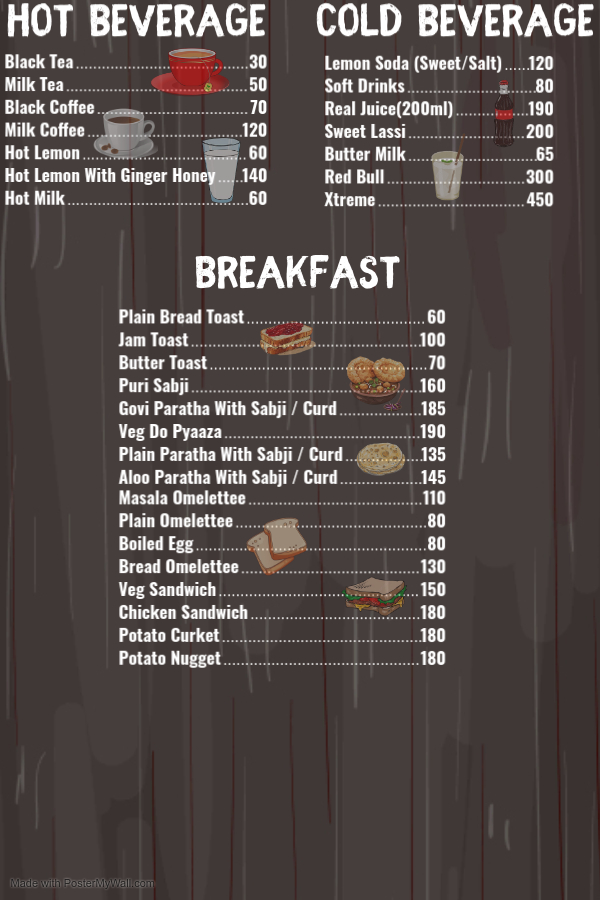 HOT BEVERAGE
Black Tea 30
Milk Tea 50
Black Coffee 70
Milk Coffee 120
Hot Lemon 60
Hot Lemon With Ginger Honey 140
Hot Milk 60
COLD BEVERAGE
Lemon Soda (Sweet/Salt) 120
Soft Drinks 80
Real Juice(200ml) 190
Sweet Lassi 200
Butter Milk 65
Red Bull 300
Xtreme 450
BREAKFAST
Plain Bread Toast 60
Jam Toast 100
Butter Toast 70
Puri Sabji 160
Govi Paratha With Sabji / Curd 185
Veg Do Pyaaza 190
Plain Paratha With Sabji / Curd 135
Aloo Paratha With Sabji / Curd 145
Masala Omelettee 110
Plain Omelettee 80
Boiled Egg 80
Bread Omelettee 130
Veg Sandwich 150
Chicken Sandwich 180
Potato Curket 180
Potato Nugget 180
Made with PosterMyWall.com